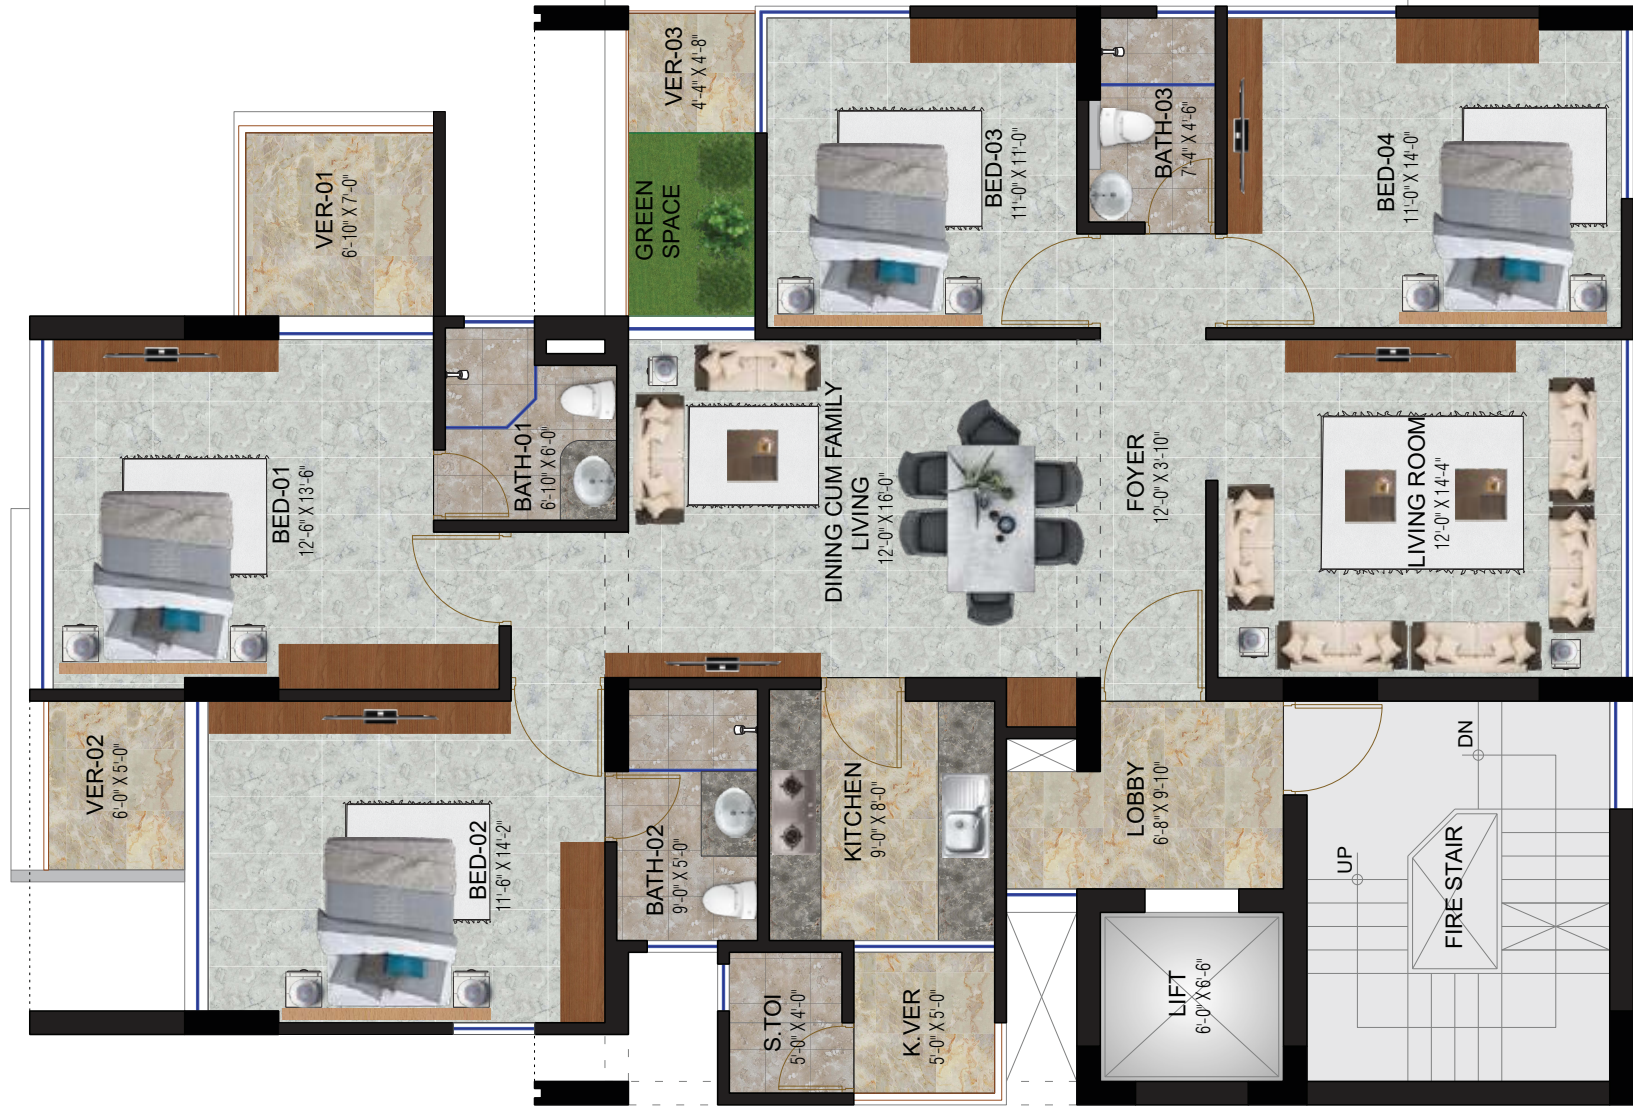 VER-01
6'-10" X 7'-0"
VER-03
4'-4" X 4'-8"
GREEN
SPACE
BED-03
11'-0" X 11'-0"
BATH-03
7'-4" X 4'-6"
BED-04
11'-0" X 14'-0"
BED-01
12'-6" X 13'-6"
BATH-01
6'-10" X 6'-0"
DINING CUM FAMILY
LIVING
12'-0" X 16'-0"
FOYER
12'-0" X 3'-10"
LIVING ROOM
12'-0" X 14'-4"
VER-02
6'-0" X 5'-0"
BED-02
11'-6" X 14'-2"
BATH-02
9'-0" X 5'-0"
KITCHEN
9'-0" X 8'-0"
LOBBY
6'-8" X 9'-10"
DN
UP
FIRE STAIR
S.TOI
5'-0" X 4'-0"
K.VER
5'-0" X 5'-0"
LIFT
6'-0" X 6'-6"